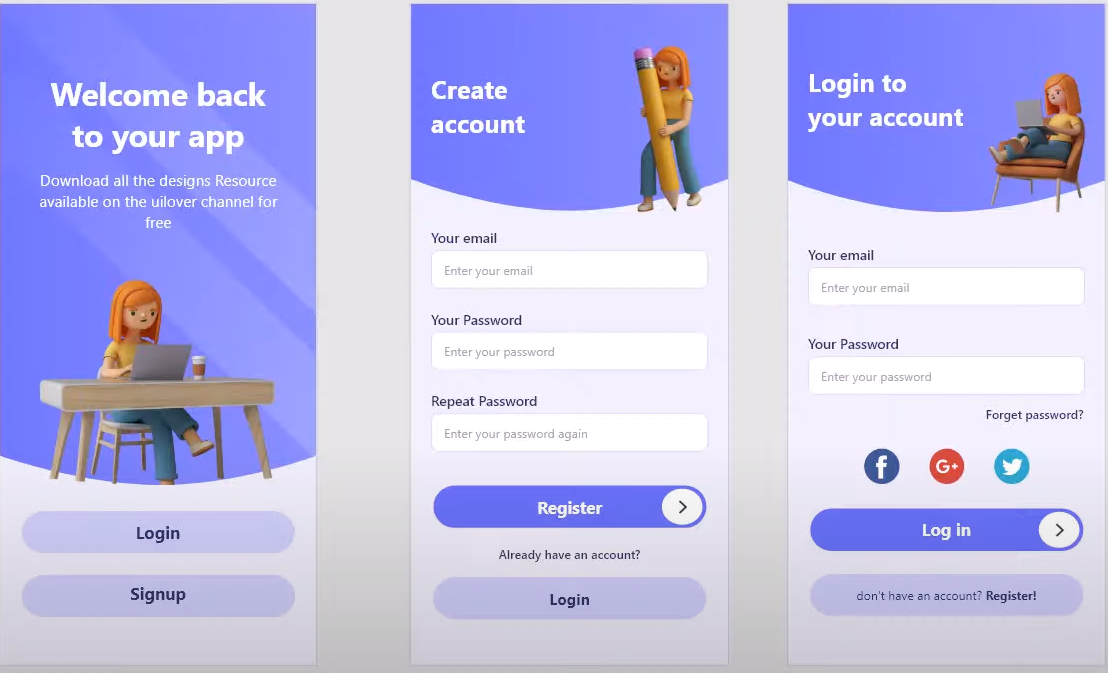 Welcome back
to your app
Download all the designs Resource
available on the uilover channel for
free
Login
Signup
Create
account
Your email
Enter your email
Your Password
Enter your password
Repeat Password
Enter your password again
Register
Already have an account?
Login
Login to
your account
Your email
Enter your email
Your Password
Enter your password
Forget password?
f
G+
Log in
don't have an account? Register!